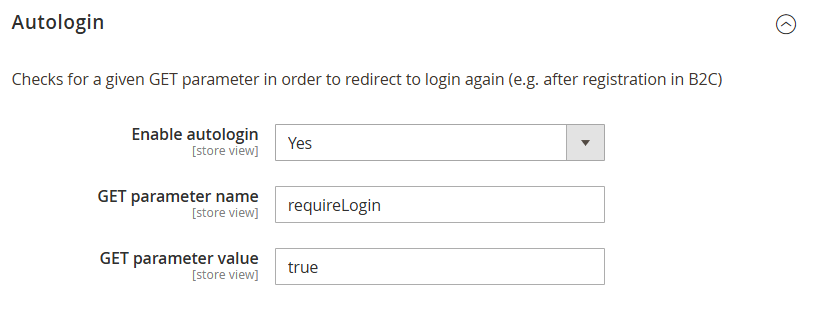 Autologin
Checks for a given GET parameter in order to redirect to login again (e.g. after registration in B2C)
Enable autologin
[store view]
Yes
GET parameter name
[store view]
requireLogin
GET parameter value
[store view]
true